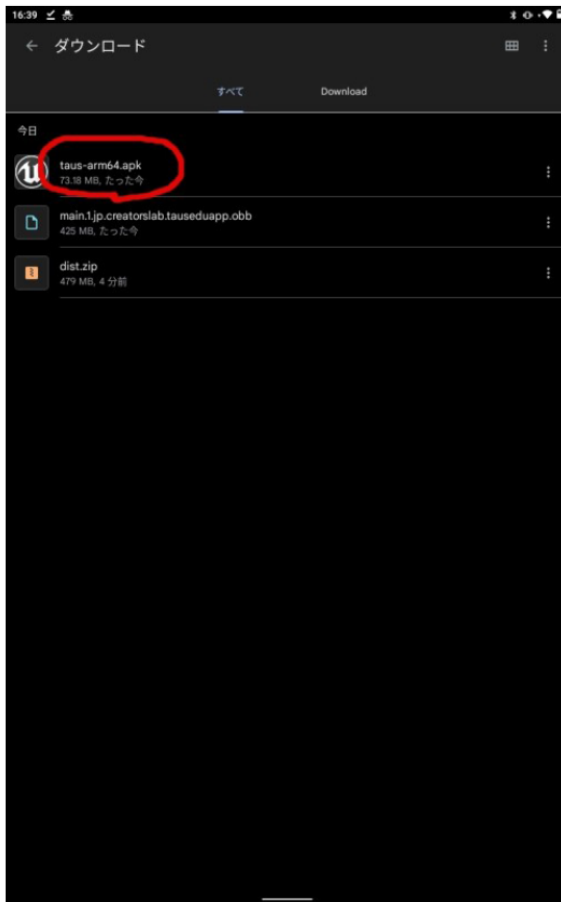 16:39
ダウンロード
すべて
Download
今日
taus-arm64.apk
73.18 MB, たった今
main.1.jp.creatorslab.tauseduapp.obb
425 MB, たった今
dist.zip
479 MB, 4 分前